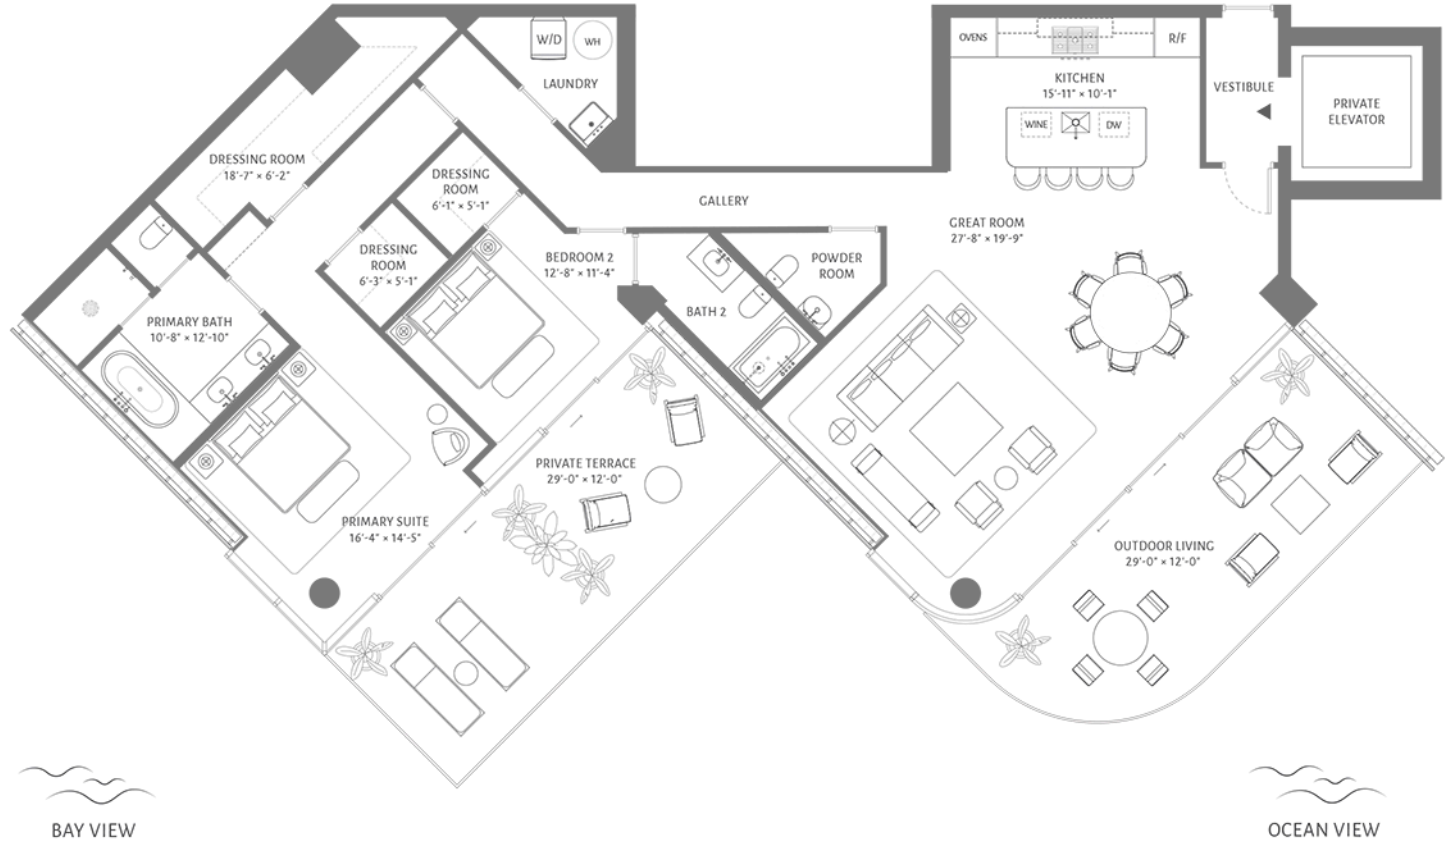 W/D
WH
LAUNDRY
OVENS
R/F
KITCHEN
15'-11" × 10'-1"
WINE
DW
VESTIBULE
PRIVATE
ELEVATOR
DRESSING ROOM
18'-7" × 6'-2"
DRESSING
ROOM
6'-1" × 5'-1"
GALLERY
GREAT ROOM
27'-8" × 19'-9"
DRESSING
ROOM
6'-3" × 5'-1"
BEDROOM 2
12'-8" × 11'-4"
POWDER
ROOM
BATH 2
PRIMARY BATH
10'-8" × 12'-10"
PRIVATE TERRACE
29'-0" × 12'-0"
PRIMARY SUITE
16'-4" × 14'-5"
OUTDOOR LIVING
29'-0" × 12'-0"
BAY VIEW
OCEAN VIEW